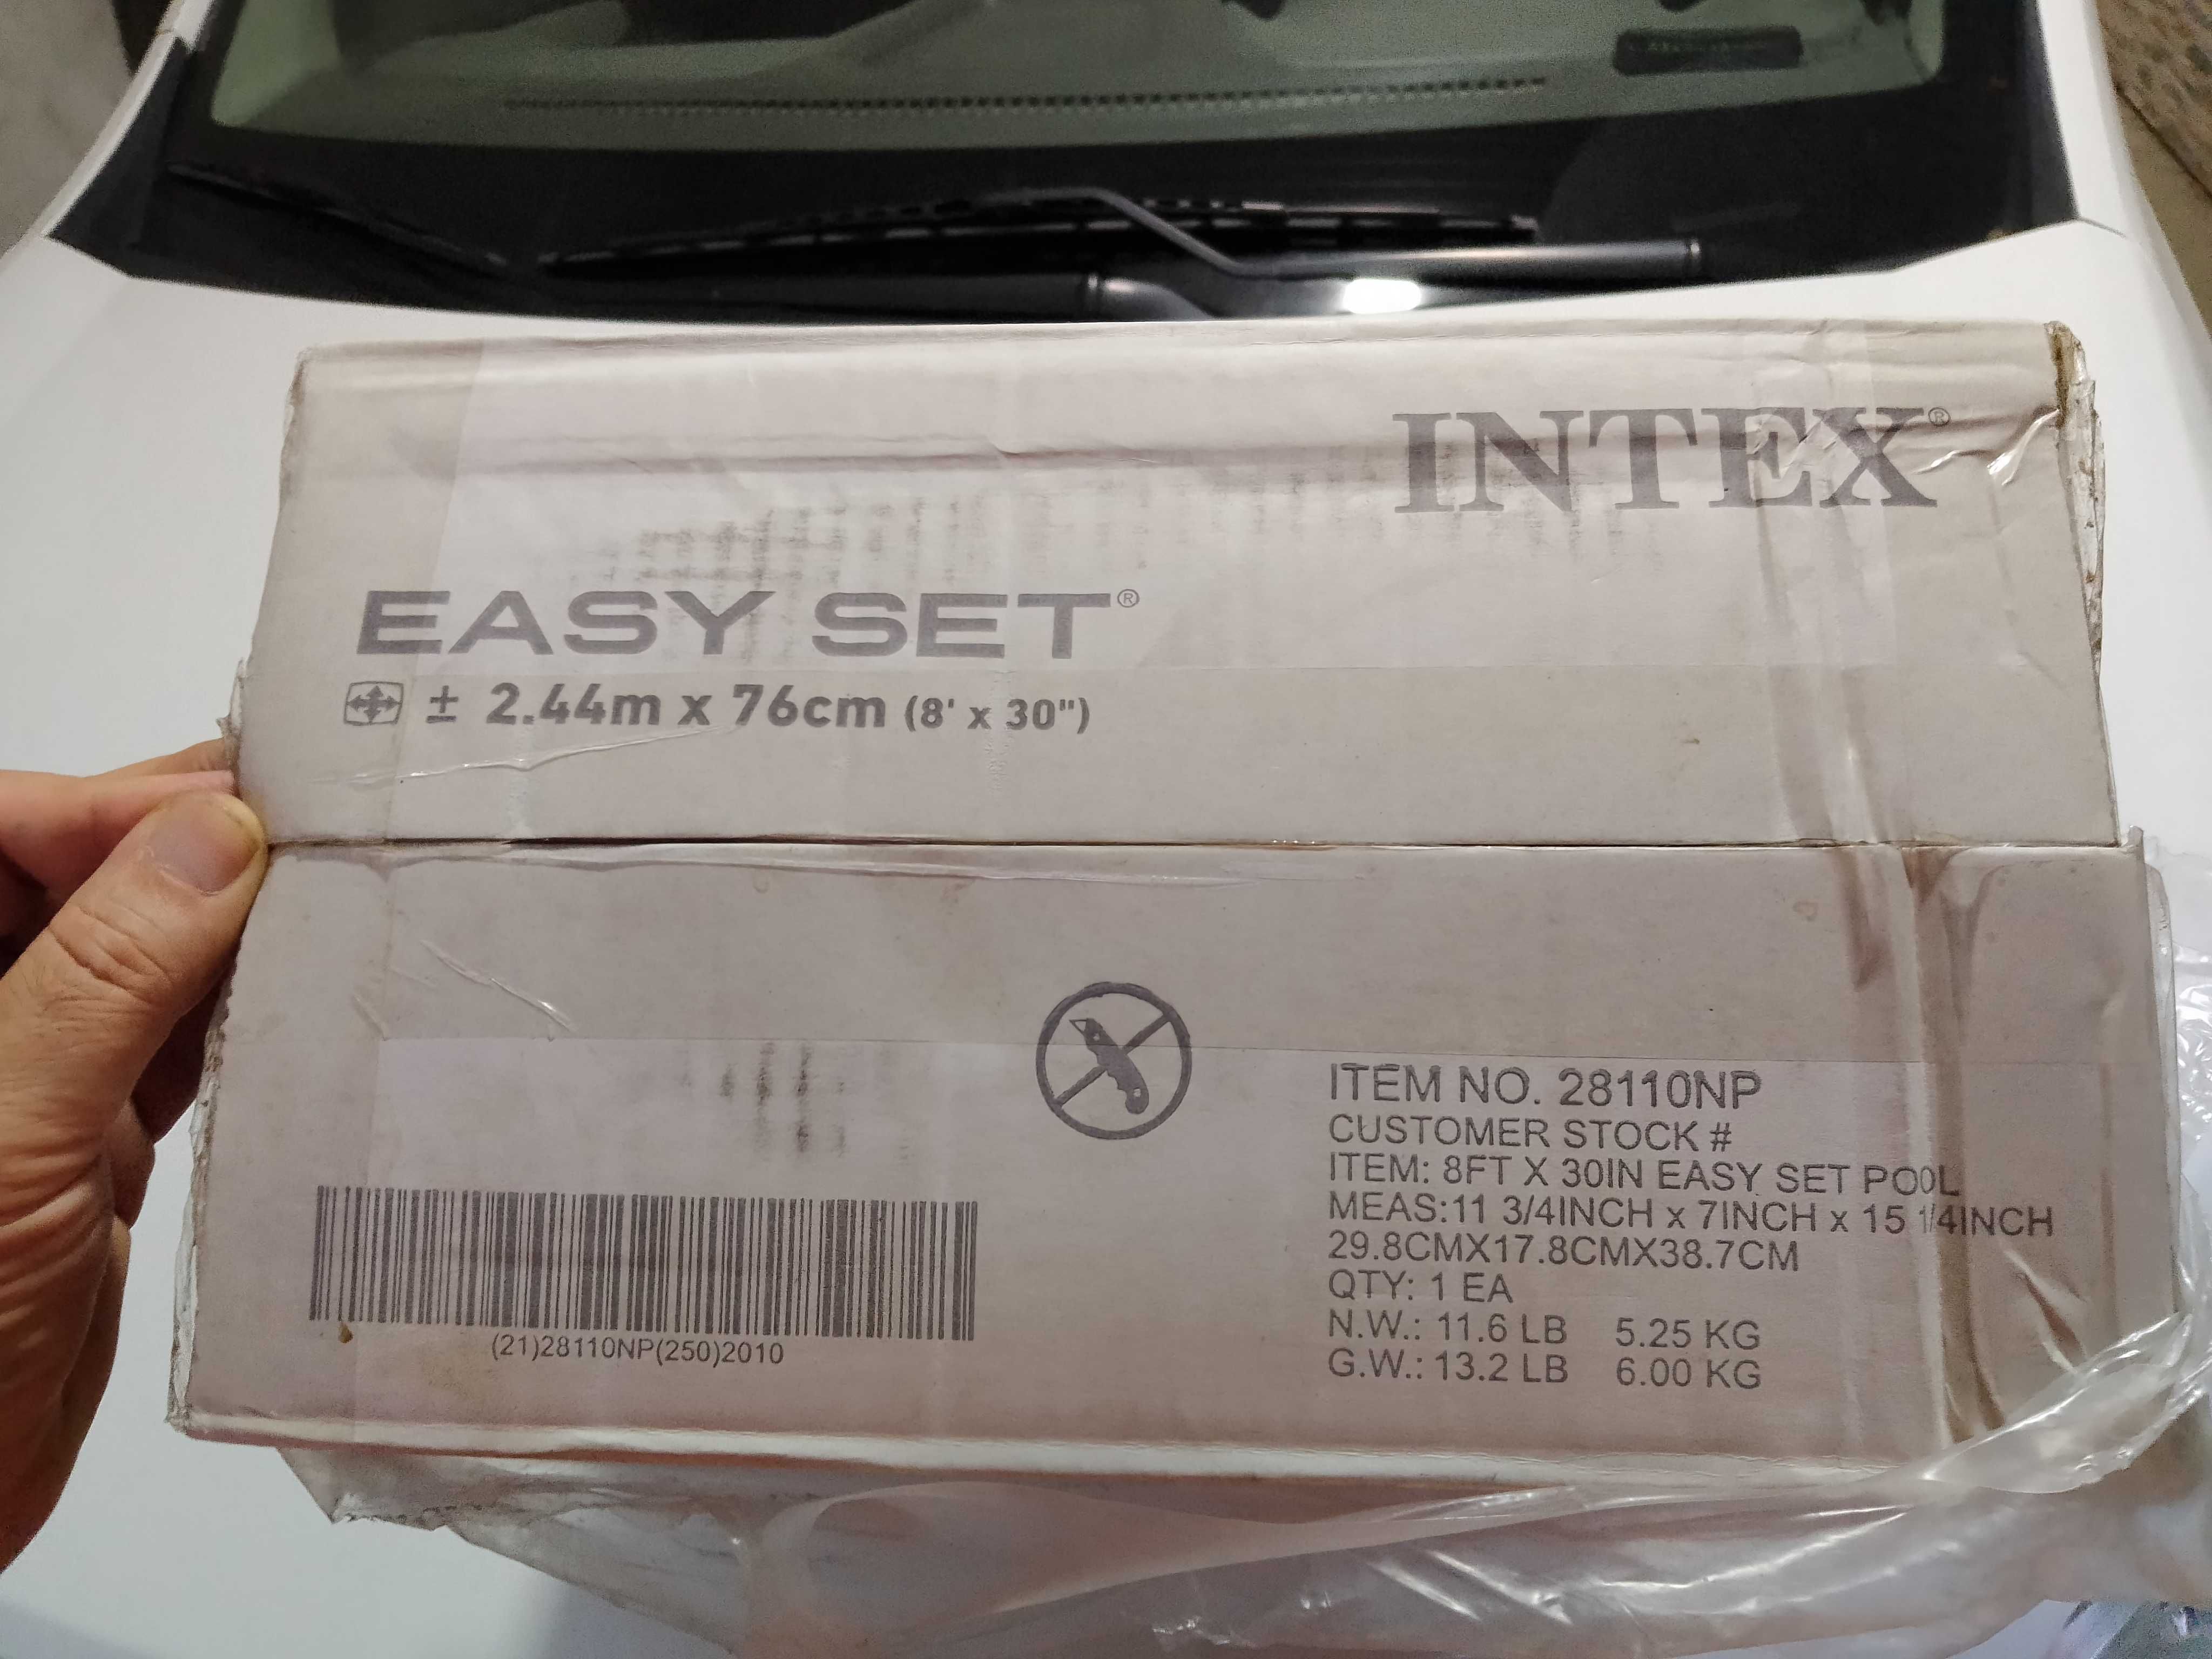 INTEX®
EASY SET®
± 2.44m x 76cm (8' x 30")
ITEM NO. 28110NP
CUSTOMER STOCK #
ITEM: 8FT X 30IN EASY SET POOL
MEAS:11 3/4INCH x 7INCH x 15 1/4INCH
29.8CMX17.8CMX38.7CM
QTY: 1 EA
N.W.: 11.6 LB 5.25 KG
G.W.: 13.2 LB 6.00 KG
(21)28110NP(250)2010